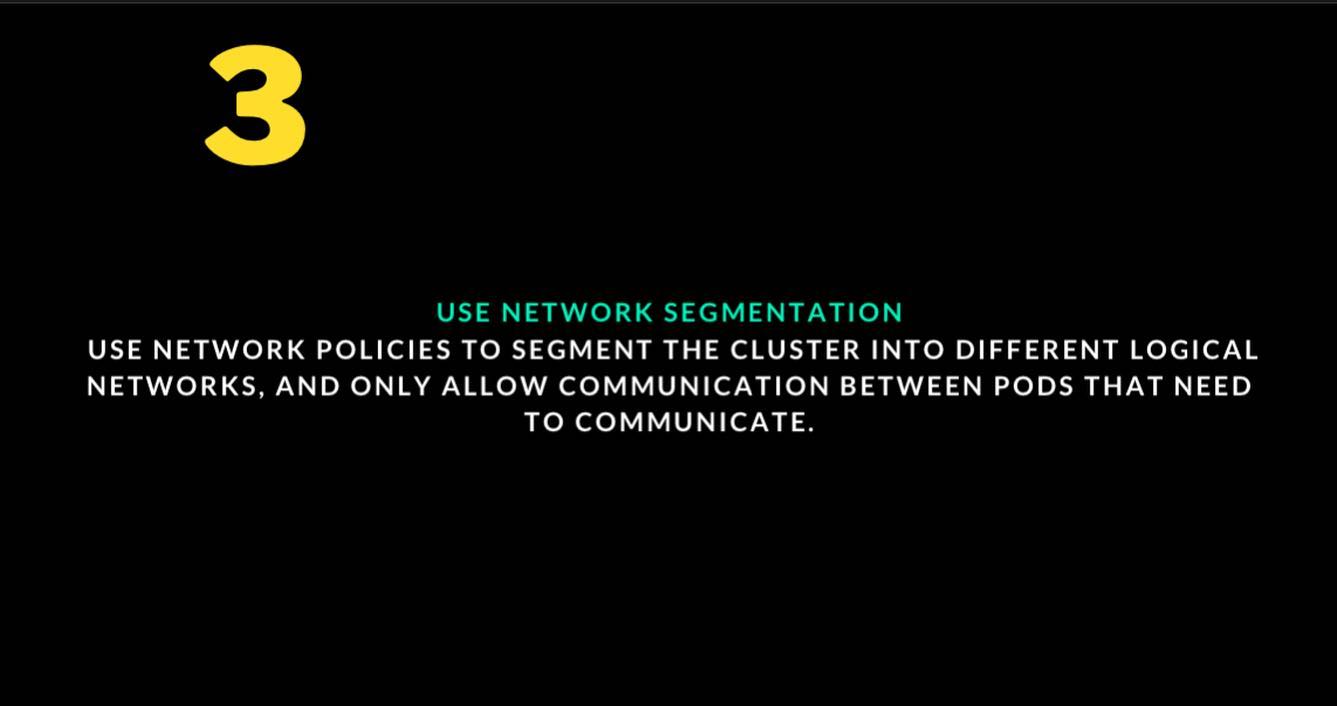 3
USE NETWORK SEGMENTATION
USE NETWORK POLICIES TO SEGMENT THE CLUSTER INTO DIFFERENT LOGICAL
NETWORKS, AND ONLY ALLOW COMMUNICATION BETWEEN PODS THAT NEED
TO COMMUNICATE.